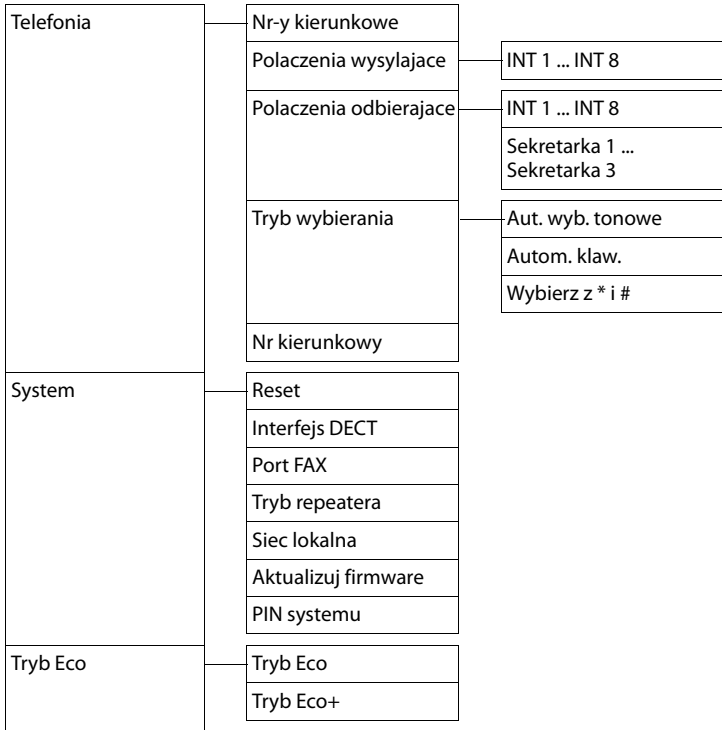 Telefonia
Nr-y kierunkowe
Polaczenia wysylajace
INT 1 ... INT 8
Polaczenia odbierajace
INT 1 ... INT 8
Sekretarka 1 ...
Sekretarka 3
Tryb wybierania
Aut. wyb. tonowe
Autom. klaw.
Wybierz z * i #
Nr kierunkowy
System
Reset
Interfejs DECT
Port FAX
Tryb repeatera
Siec lokalna
Aktualizuj firmware
PIN systemu
Tryb Eco
Tryb Eco
Tryb Eco+